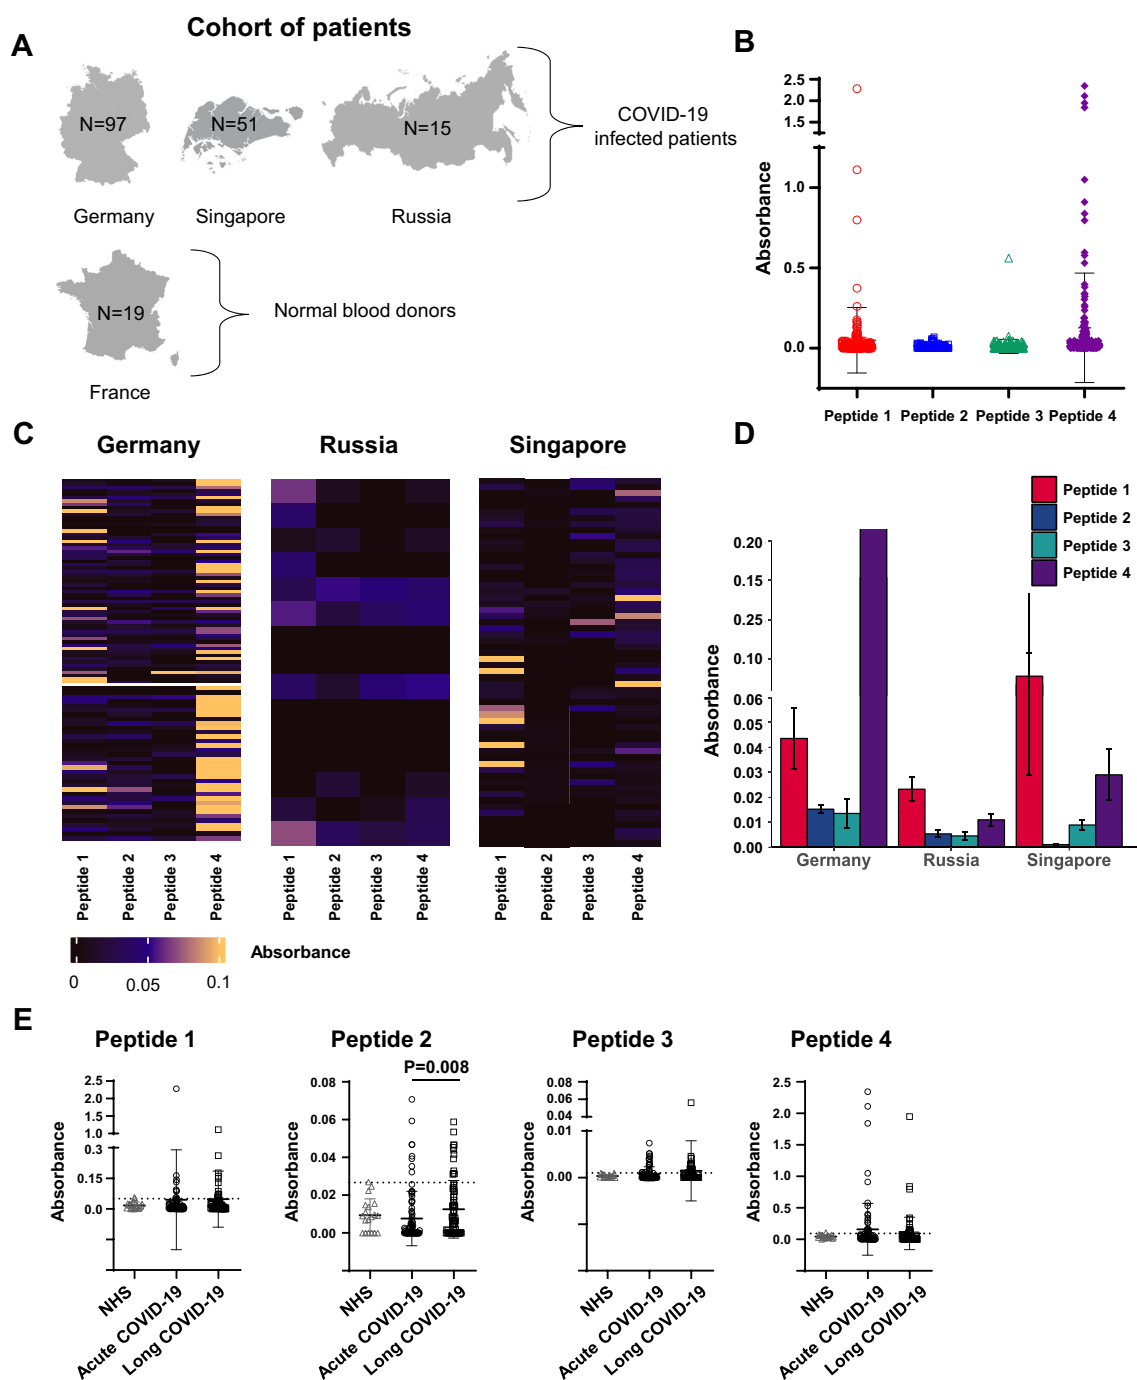 Cohort of patients
A
N=97
N=51
N=15
COVID-19
infected patients
Germany
Singapore
Russia
N=19
Normal blood donors
France
B
2.5
2.0
1.5
1.0
0.5
0.0
Absorbance
Peptide 1
Peptide 2
Peptide 3
Peptide 4
C
Germany
Russia
Singapore
Peptide 1
Peptide 2
Peptide 3
Peptide 4
Peptide 1
Peptide 2
Peptide 3
Peptide 4
Peptide 1
Peptide 2
Peptide 3
Peptide 4
Absorbance
0
0.05
0.1
D
Peptide 1
Peptide 2
Peptide 3
Peptide 4
0.20
0.15
0.25
0.10
0.06
0.05
0.04
0.03
0.02
0.01
0.00
Absorbance
Germany
Russia
Singapore
E
Peptide 1
2.5
2.0
1.5
1.0
0.3
0.15
0.0
Absorbance
NHS
Acute COVID-19
Long COVID-19
Peptide 2
P=0.008
0.08
0.06
0.04
0.02
0.00
Absorbance
NHS
Acute COVID-19
Long COVID-19
Peptide 3
0.08
0.06
0.04
0.01
0.00
Absorbance
NHS
Acute COVID-19
Long COVID-19
Peptide 4
2.5
2.0
1.5
1.0
0.5
0.0
Absorbance
NHS
Acute COVID-19
Long COVID-19